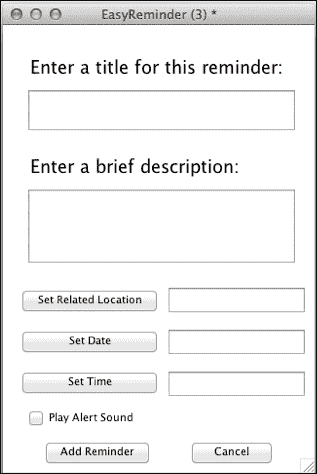 EasyReminder (3) *
Enter a title for this reminder:
Enter a brief description:
Set Related Location
Set Date
Set Time
Play Alert Sound
Add Reminder Cancel